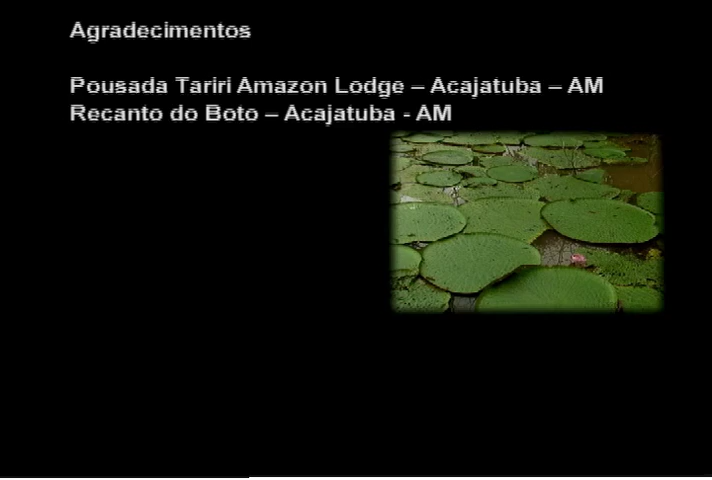 Agradecimentos
Pousada Tariri Amazon Lodge – Acajatuba – AM
Recanto do Boto – Acajatuba - AM